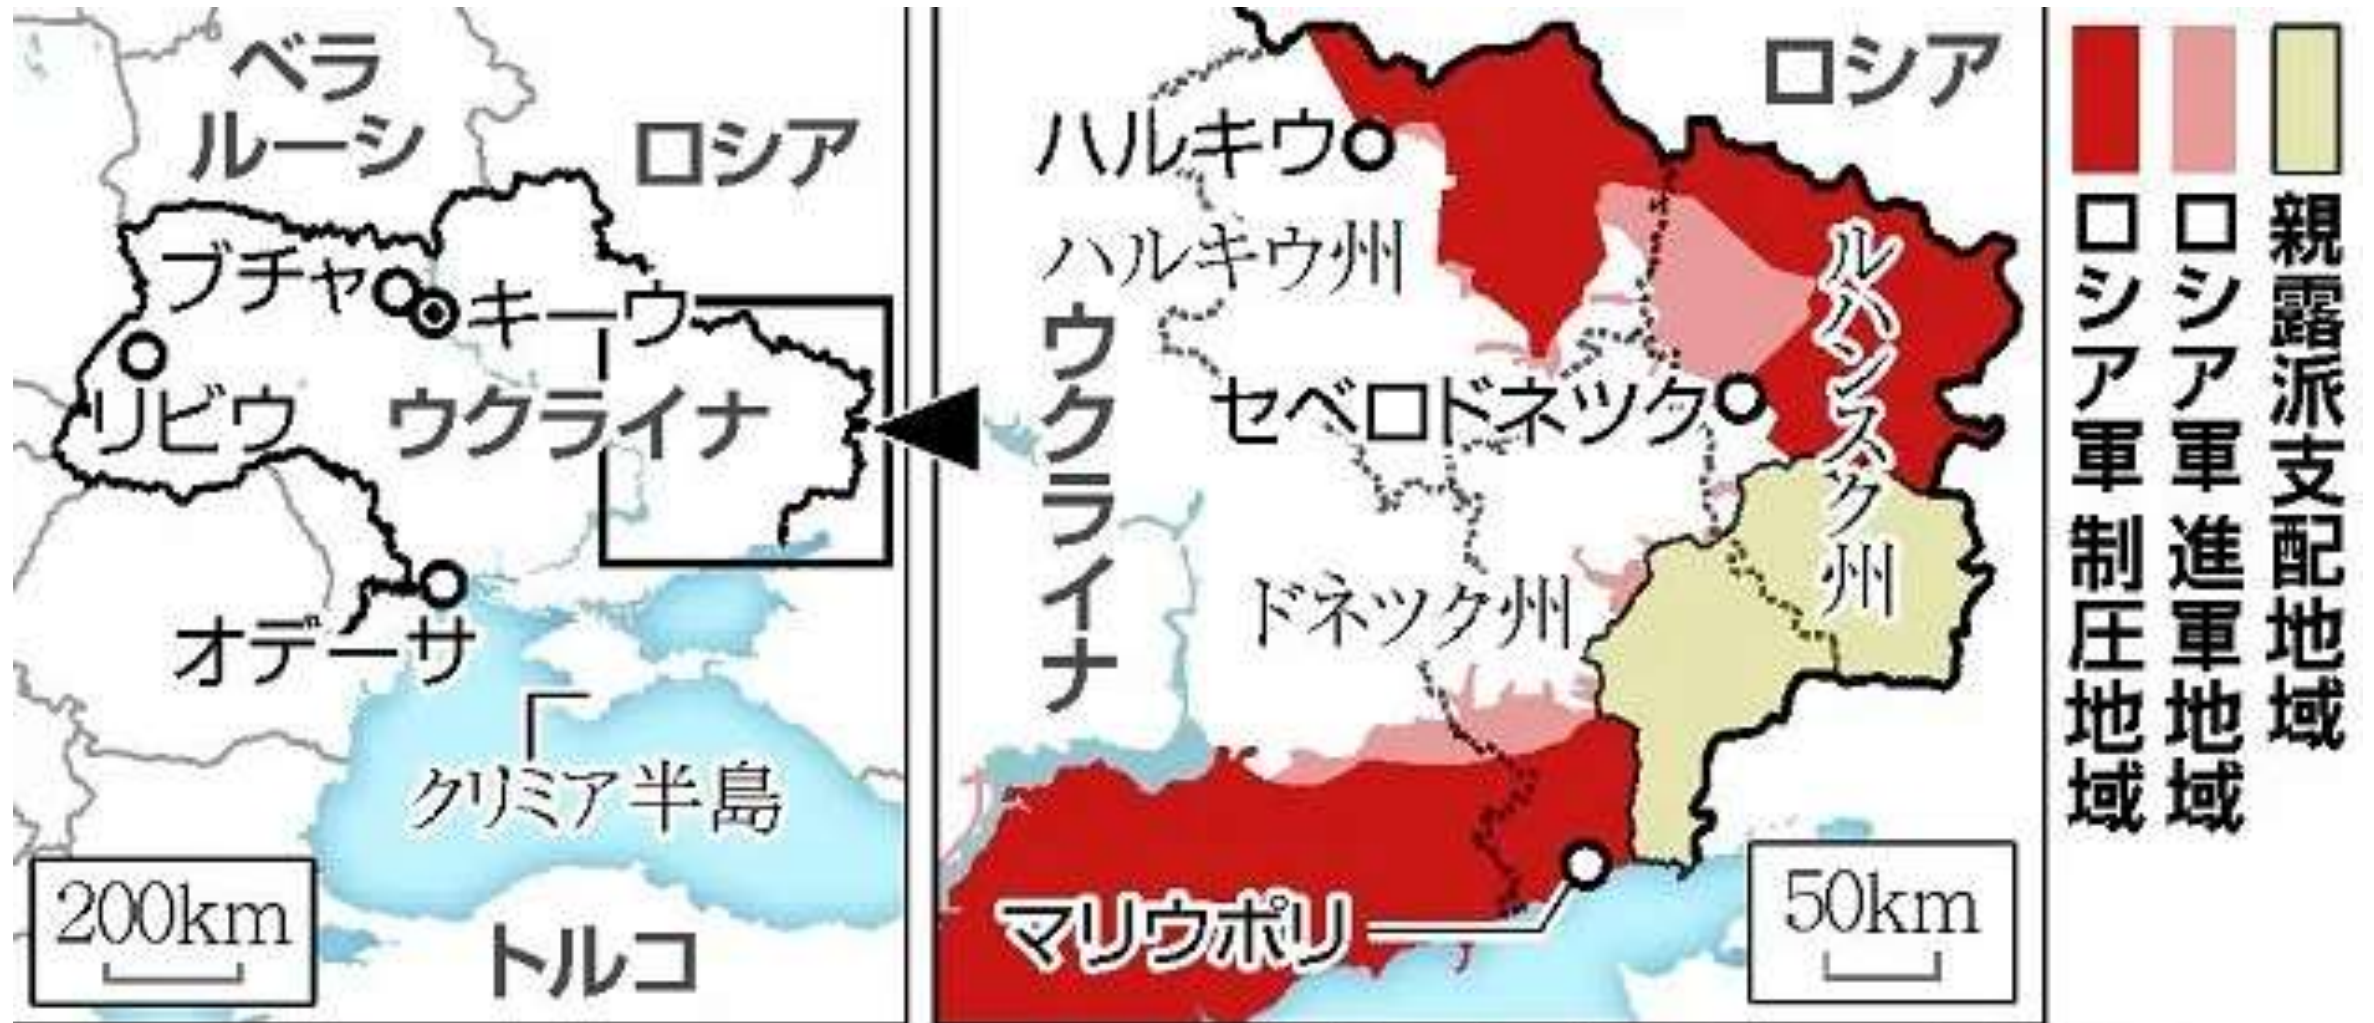 ベラ
ルーシ
ロシア
ブチャ
キーウ
リビウ
ウクライナ
オデーサ
クリミア半島
200km
トルコ
ロシア
ハルキウ
ハルキウ州
ルハンスク州
ウクライナ
セベロドネツク
ドネツク州
マリウポリ
50km
親露派支配地域
ロシア軍進軍地域
ロシア軍制圧地域